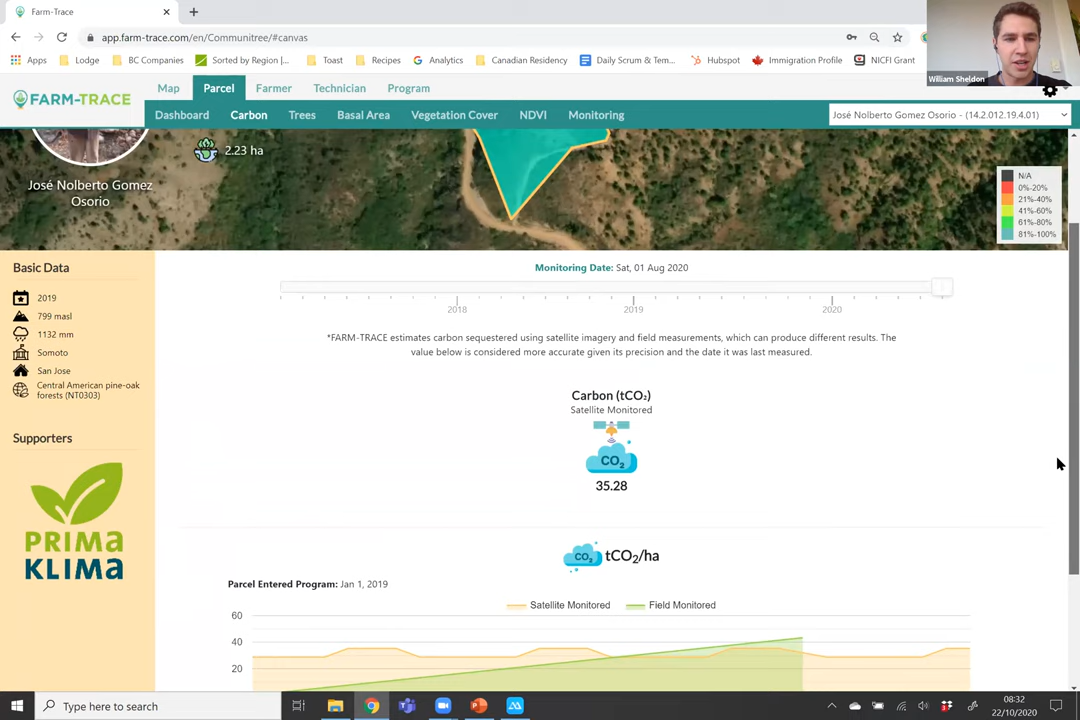 Farm-Trace
app.farm-trace.com/en/Communitree/#canvas
Apps Lodge BC Companies Sorted by Region |... Toast Recipes Analytics Canadian Residency Daily Scrum & Tem... Hubspot Immigration Profile NICFI Grant
William Sheldon
FARM-TRACE
Map Parcel Farmer Technician Program
Dashboard Carbon Trees Basal Area Vegetation Cover NDVI Monitoring
José Nolberto Gomez Osorio - (14.2.012.19.4.01)
2.23 ha
José Nolberto Gomez
Osorio
N/A
0%-20%
21%-40%
41%-60%
61%-80%
81%-100%
Basic Data
2019
799 masl
1132 mm
Somoto
San Jose
Central American pine-oak
forests (NT0303)
Supporters
PRIMA
KLIMA
Monitoring Date: Sat, 01 Aug 2020
2018 2019 2020
*FARM-TRACE estimates carbon sequestered using satellite imagery and field measurements, which can produce different results. The
value below is considered more accurate given its precision and the date it was last measured.
Carbon (tCO₂)
Satellite Monitored
CO₂
35.28
CO₂ tCO₂/ha
Parcel Entered Program: Jan 1, 2019
Satellite Monitored Field Monitored
60
40
20
Type here to search
08:32
22/10/2020